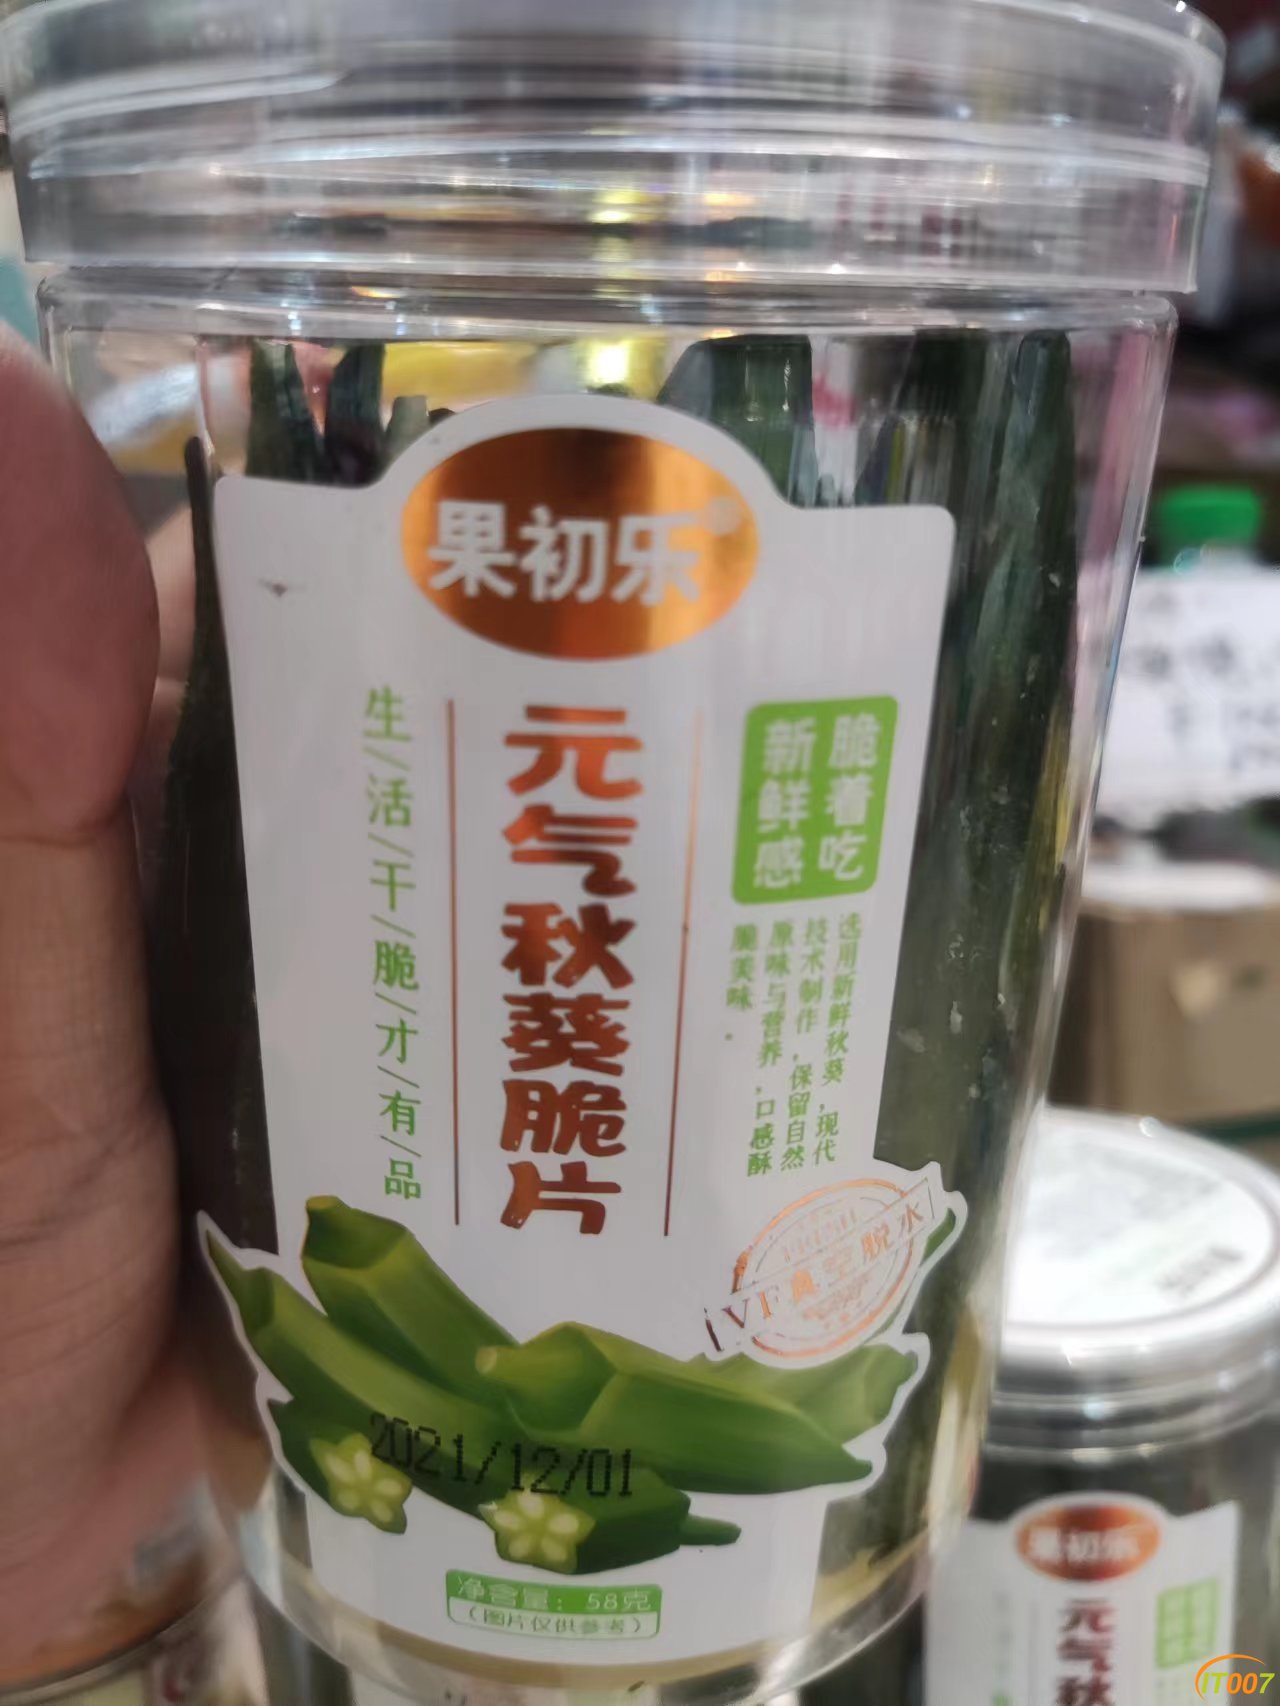 果初乐
元气秋葵脆片
生/活/干/脆/才/有/品
脆着吃
新鲜感
选用新鲜秋葵，现代
技术制作，保留自然
原味与营养，口感酥
脆美味。
VF真空脱水
2021/12/01
净含量：58克
（图片仅供参考）
果初乐
元气秋
IT007